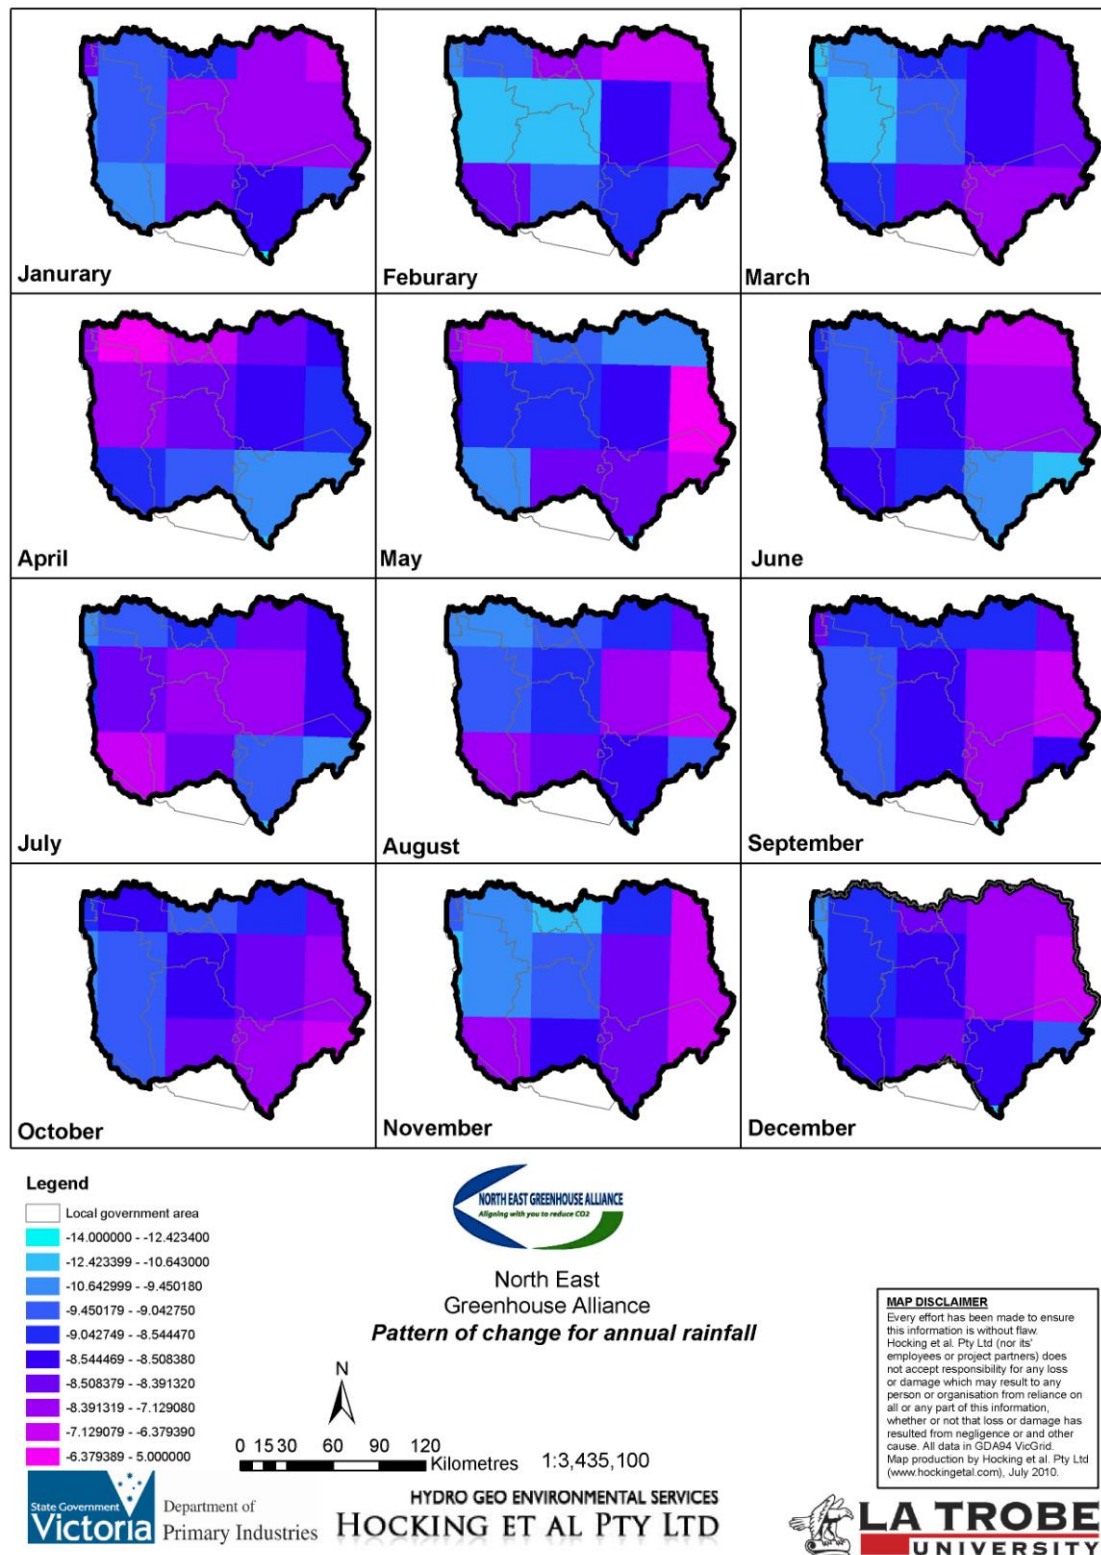 Janurary
Feburary
March
April
May
June
July
August
September
October
November
December
Legend
Local government area
-14.000000 - -12.423400
-12.423399 - -10.643000
-10.642999 - -9.450180
-9.450179 - -9.042750
-9.042749 - -8.544470
-8.544469 - -8.508380
-8.508379 - -8.391320
-8.391319 - -7.129080
-7.129079 - -6.379390
-6.379389 - 5.000000
NORTH EAST GREENHOUSE ALLIANCE
Aligning with you to reduce CO2
North East
Greenhouse Alliance
Pattern of change for annual rainfall
N
0 15 30 60 90 120
Kilometres
1:3,435,100
MAP DISCLAIMER
Every effort has been made to ensure
this information is without flaw.
Hocking et al. Pty Ltd (nor its'
employees or project partners) does
not accept responsibility for any loss
or damage which may result to any
person or organisation from reliance on
all or any part of this information,
whether or not that loss or damage has
resulted from negligence or and other
cause. All data in GDA94 VicGrid.
Map production by Hocking et al. Pty Ltd
(www.hockingetal.com), July 2010.
State Government
Victoria
Department of
Primary Industries
HYDRO GEO ENVIRONMENTAL SERVICES
HOCKING ET AL PTY LTD
LA TROBE
UNIVERSITY